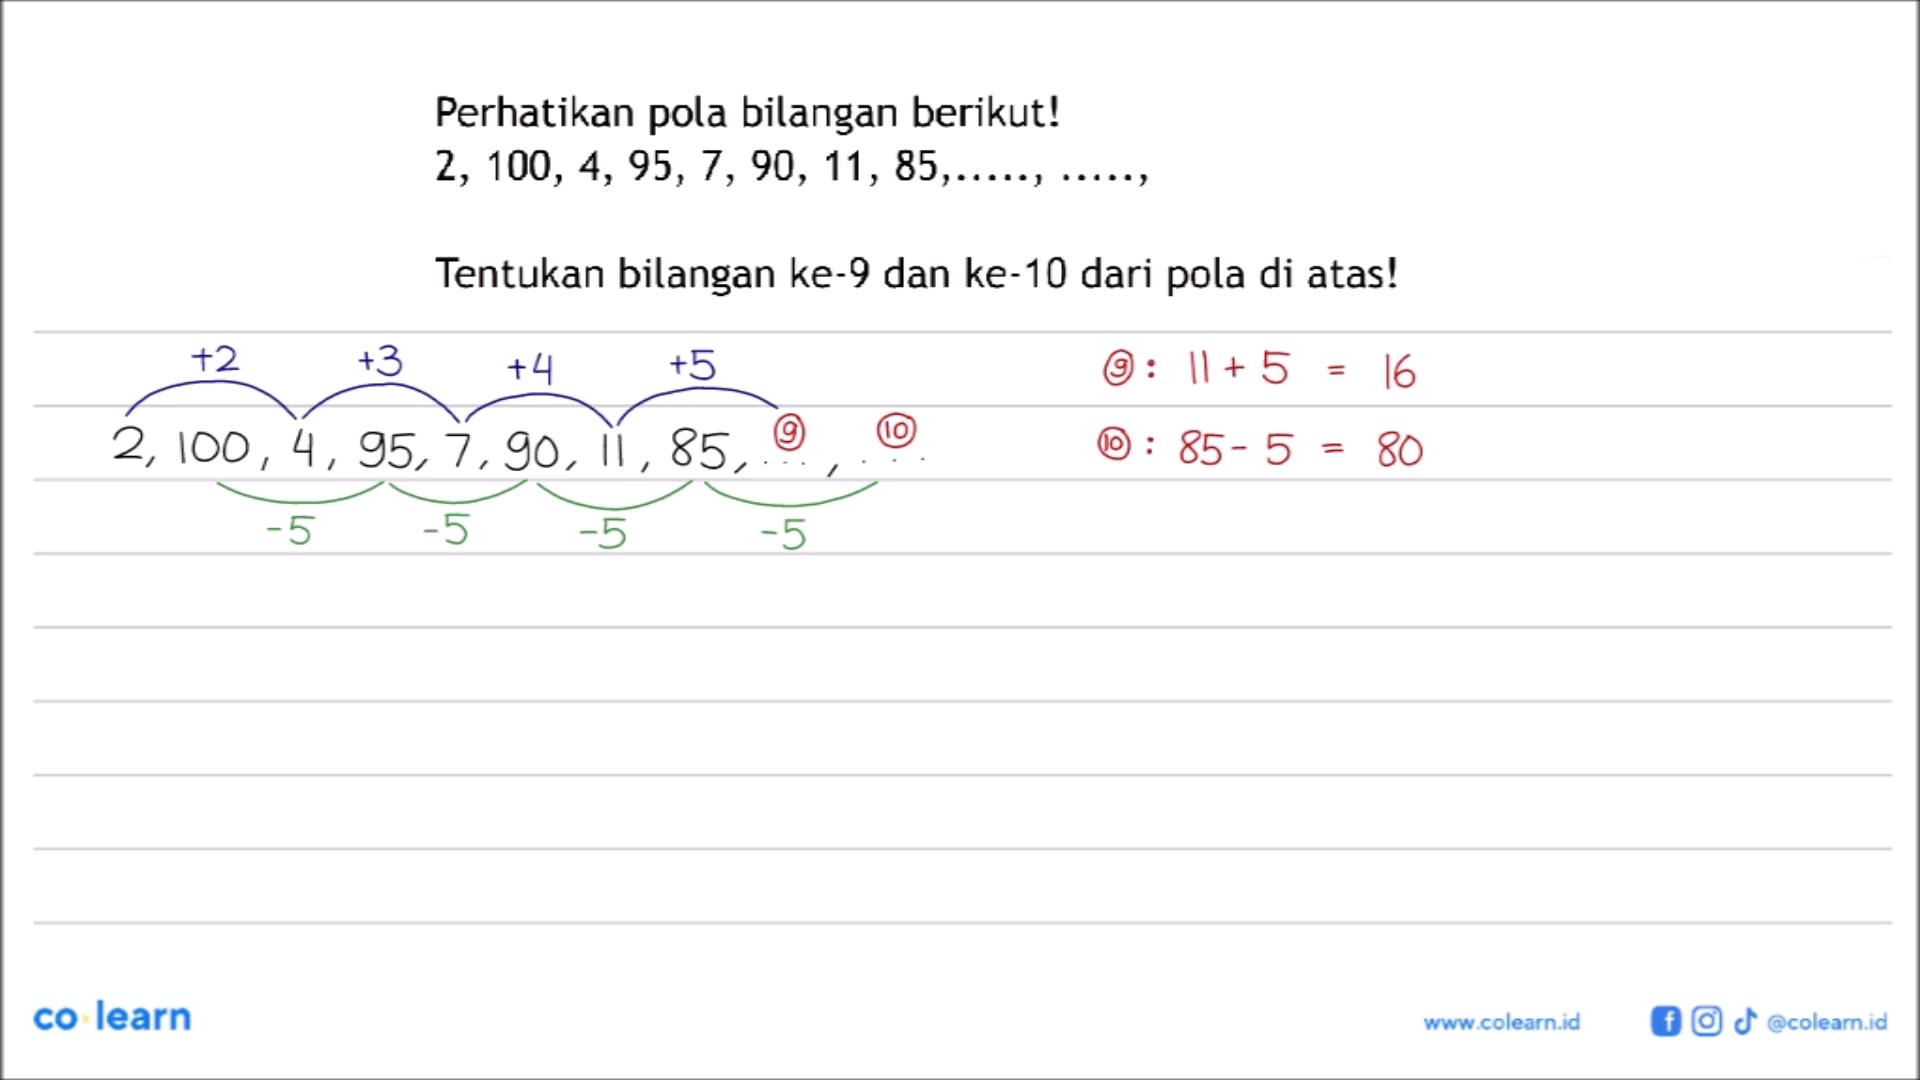 Perhatikan pola bilangan berikut!
2, 100, 4, 95, 7, 90, 11, 85,....., .....,
Tentukan bilangan ke-9 dan ke-10 dari pola di atas!
+2 +3 +4 +5
⑨ : 11 + 5 = 16
2, 100, 4, 95, 7, 90, 11, 85, ..⑨.., ..⑩..
⑩ : 85 - 5 = 80
-5 -5 -5 -5
co learn
www.colearn.id
@colearn.id